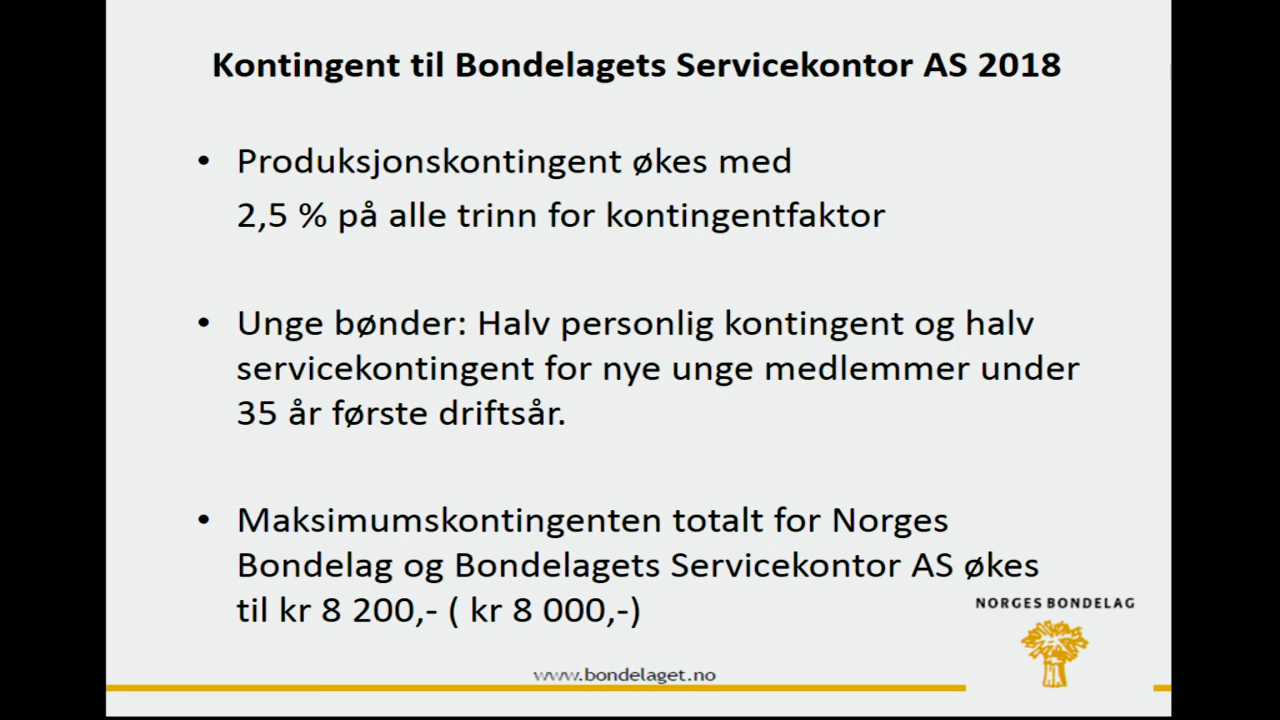 Kontingent til Bondelagets Servicekontor AS 2018
• Produksjonskontingent økes med
2,5 % på alle trinn for kontingentfaktor
• Unge bønder: Halv personlig kontingent og halv
servicekontingent for nye unge medlemmer under
35 år første driftsår.
• Maksimumskontingenten totalt for Norges
Bondelag og Bondelagets Servicekontor AS økes
til kr 8 200,- ( kr 8 000,-)
NORGES BONDELAG
www.bondelaget.no